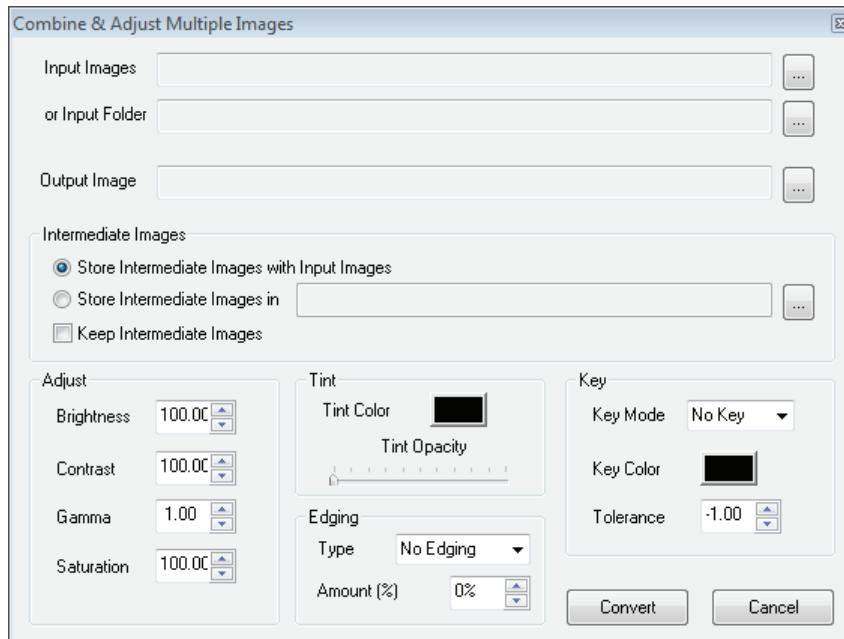 Combine & Adjust Multiple Images
Input Images
...
or Input Folder
...
Output Image
...
Intermediate Images
Store Intermediate Images with Input Images
Store Intermediate Images in
...
Keep Intermediate Images
Adjust
Brightness 100.00
Contrast 100.00
Gamma 1.00
Saturation 100.00
Tint
Tint Color
Tint Opacity
Edging
Type No Edging
Amount (%) 0%
Key
Key Mode No Key
Key Color
Tolerance -1.00
Convert
Cancel